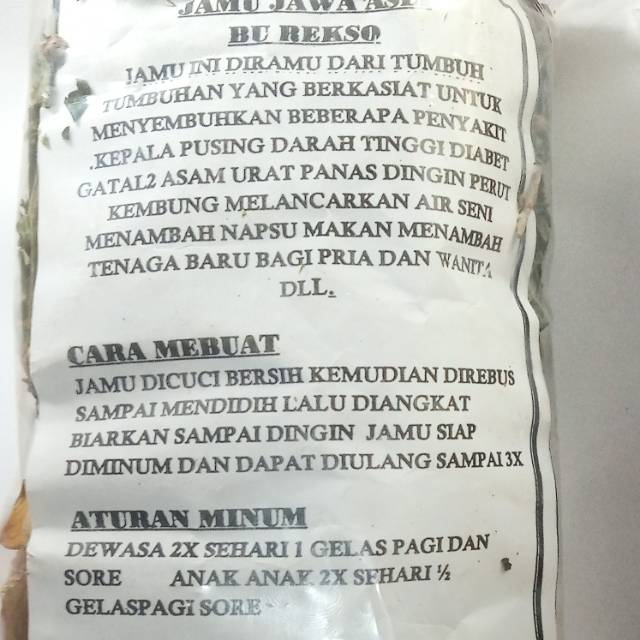 JAMU JAWA ASLI
BU REKSO
JAMU INI DIRAMU DARI TUMBUH
TUMBUHAN YANG BERKASIAT UNTUK
MENYEMBUHKAN BEBERAPA PENYAKIT
.KEPALA PUSING DARAH TINGGI DIABET
GATAL2 ASAM URAT PANAS DINGIN PERUT
KEMBUNG MELANCARKAN AIR SENI
MENAMBAH NAPSU MAKAN MENAMBAH
TENAGA BARU BAGI PRIA DAN WANITA
DLL.
CARA MEBUAT
JAMU DICUCI BERSIH KEMUDIAN DIREBUS
SAMPAI MENDIDIH LALU DIANGKAT
BIARKAN SAMPAI DINGIN JAMU SIAP
DIMINUM DAN DAPAT DIULANG SAMPAI 3X
ATURAN MINUM
DEWASA 2X SEHARI 1 GELAS PAGI DAN
SORE ANAK ANAK 2X SEHARI ½
GELASPAGI SORE